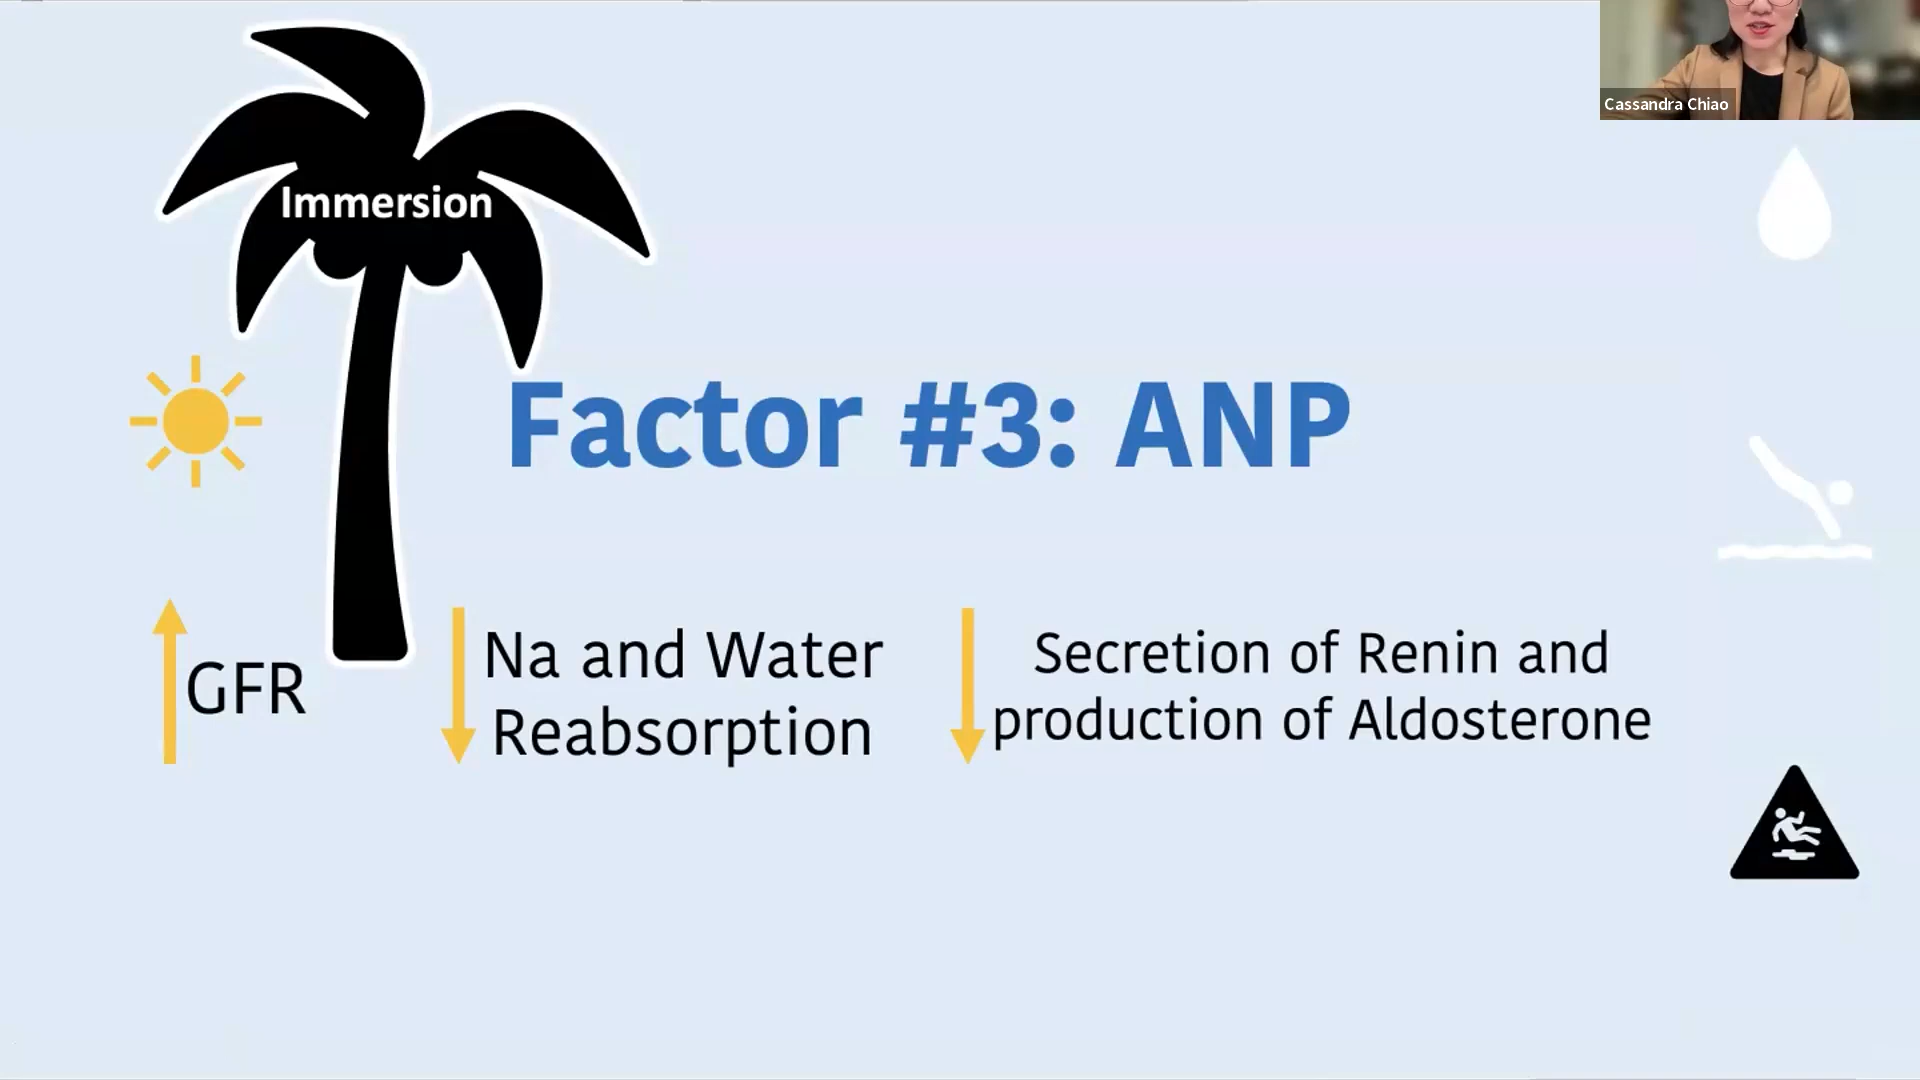 Cassandra Chiao
Immersion
Factor #3: ANP
GFR
Na and Water
Reabsorption
Secretion of Renin and
production of Aldosterone